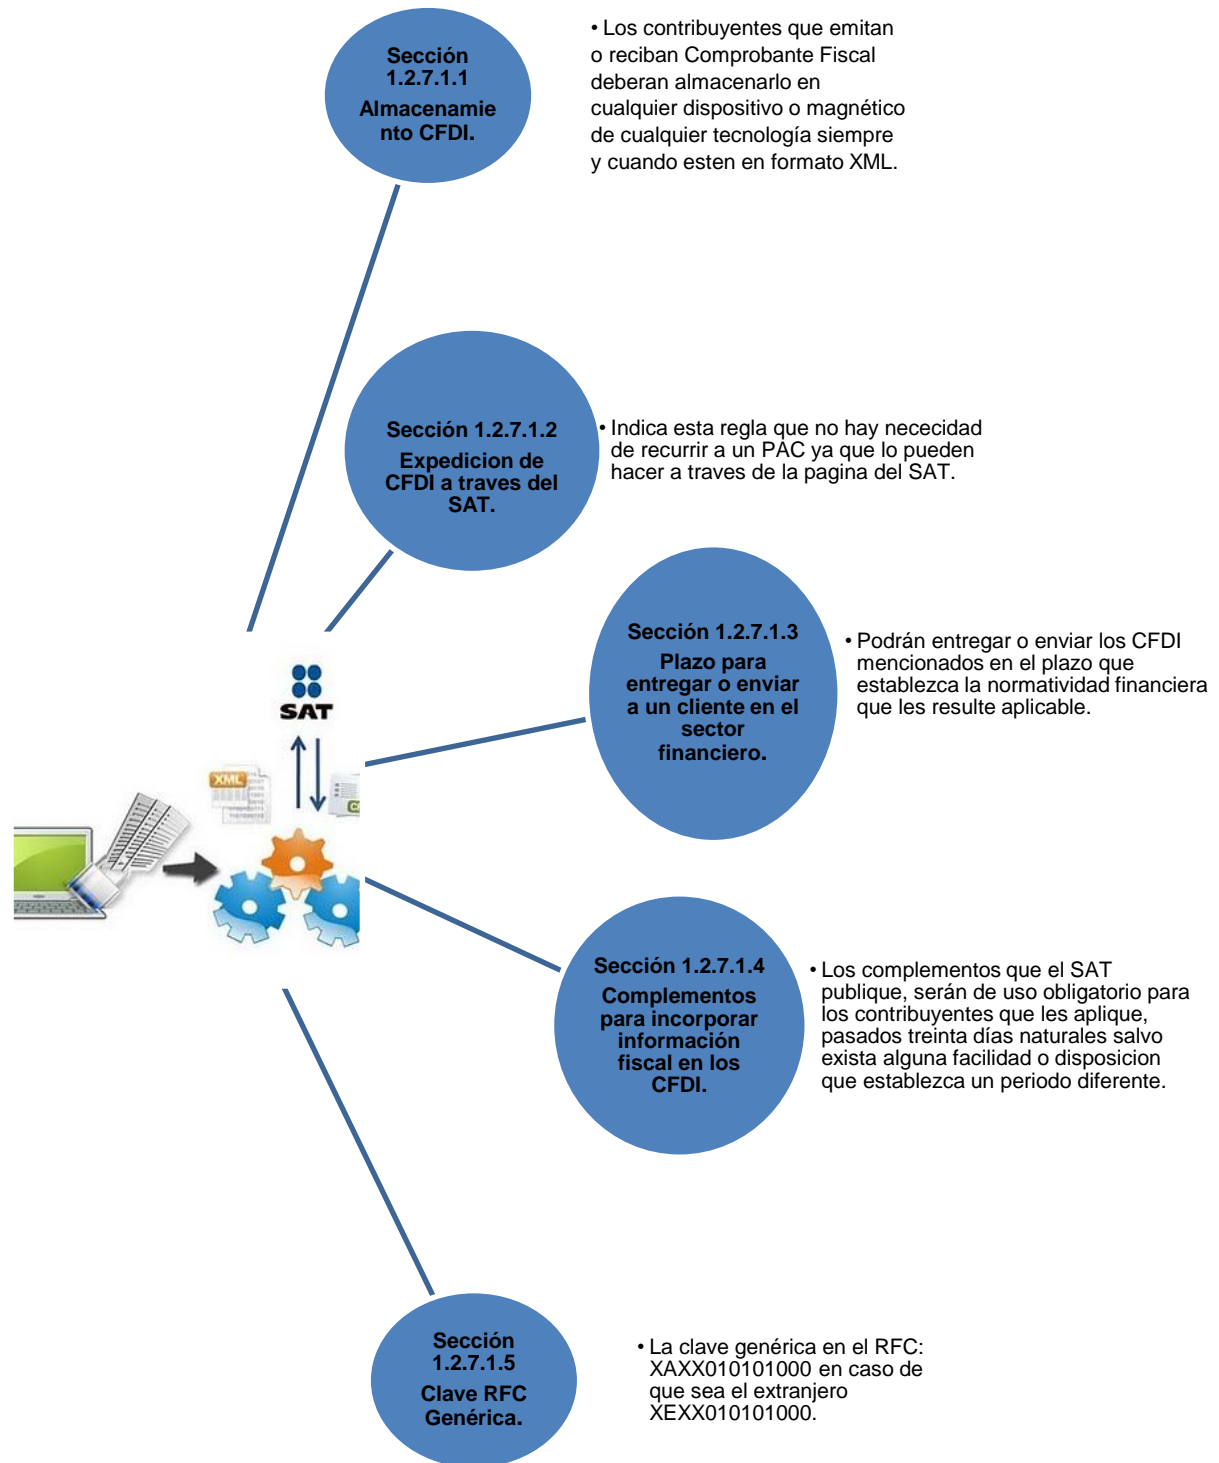 Sección
1.2.7.1.1
Almacenamie
nto CFDI.
• Los contribuyentes que emitan
o reciban Comprobante Fiscal
deberan almacenarlo en
cualquier dispositivo o magnético
de cualquier tecnología siempre
y cuando esten en formato XML.
Sección 1.2.7.1.2
Expedicion de
CFDI a traves del
SAT.
• Indica esta regla que no hay nececidad
de recurrir a un PAC ya que lo pueden
hacer a traves de la pagina del SAT.
Sección 1.2.7.1.3
Plazo para
entregar o enviar
a un cliente en el
sector
financiero.
• Podrán entregar o enviar los CFDI
mencionados en el plazo que
establezca la normatividad financiera
que les resulte aplicable.
SAT
XML
Sección 1.2.7.1.4
Complementos
para incorporar
información
fiscal en los
CFDI.
• Los complementos que el SAT
publique, serán de uso obligatorio para
los contribuyentes que les aplique,
pasados treinta días naturales salvo
exista alguna facilidad o disposicion
que establezca un periodo diferente.
Sección
1.2.7.1.5
Clave RFC
Genérica.
• La clave genérica en el RFC:
XAXX010101000 en caso de
que sea el extranjero
XEXX010101000.